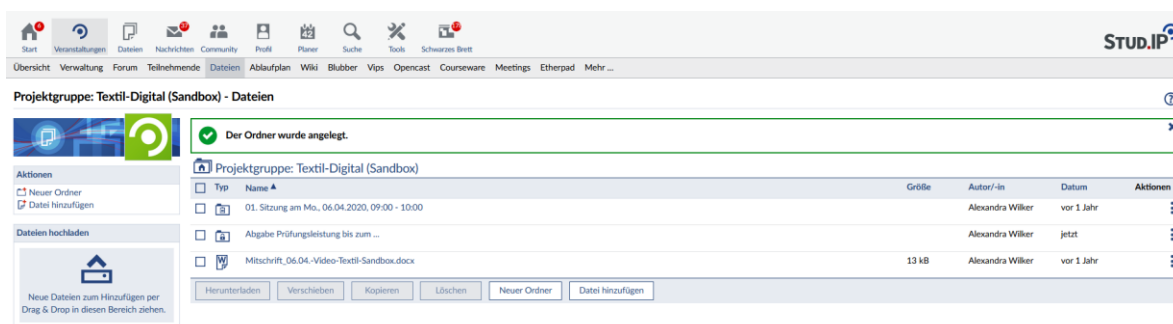 6 27 19
Start Veranstaltungen Dateien Nachrichten Community Profil Planer Suche Tools Schwarzes Brett
42
STUD.IP
Übersicht Verwaltung Forum Teilnehmende Dateien Ablaufplan Wiki Blubber Vips Opencast Courseware Meetings Etherpad Mehr ...
Projektgruppe: Textil-Digital (Sandbox) - Dateien
Der Ordner wurde angelegt.
Aktionen
Neuer Ordner
Datei hinzufügen
Dateien hochladen
Neue Dateien zum Hinzufügen per
Drag & Drop in diesen Bereich ziehen.
Projektgruppe: Textil-Digital (Sandbox)
Typ Name Größe Autor/-in Datum Aktionen
01. Sitzung am Mo., 06.04.2020, 09:00 - 10:00 Alexandra Wilker vor 1 Jahr
Abgabe Prüfungsleistung bis zum ... Alexandra Wilker jetzt
Mitschrift_06.04.-Video-Textil-Sandbox.docx 13 kB Alexandra Wilker vor 1 Jahr
Herunterladen Verschieben Kopieren Löschen Neuer Ordner Datei hinzufügen